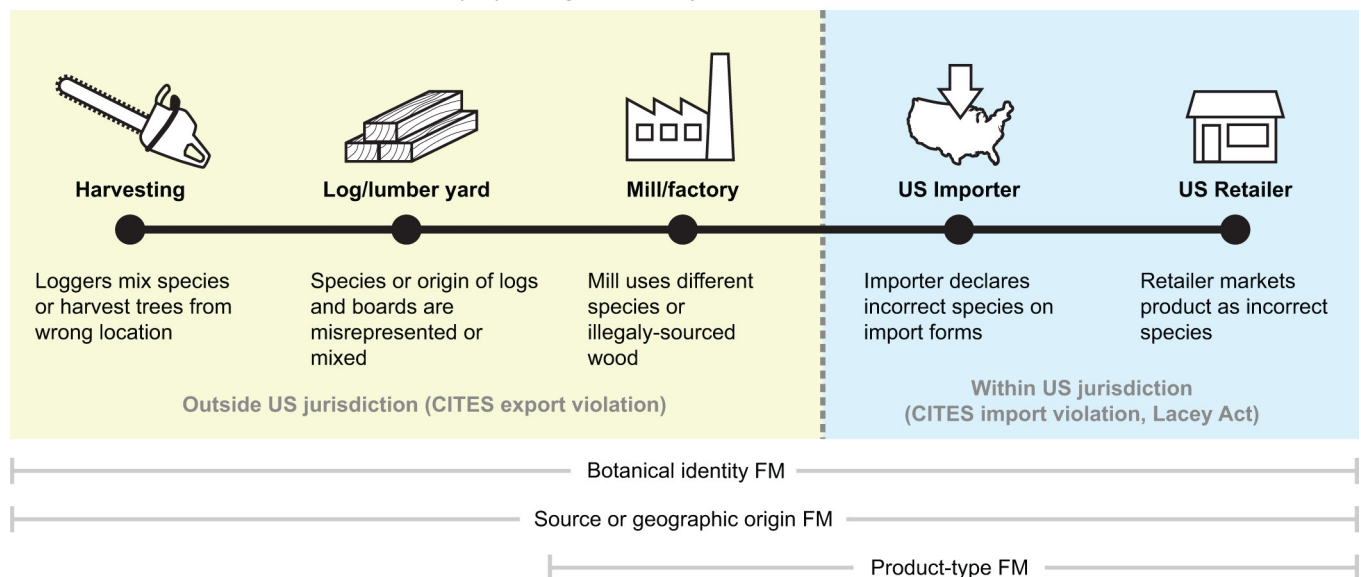 Harvesting
Log/lumber yard
Mill/factory
US Importer
US Retailer
Loggers mix species
or harvest trees from
wrong location
Species or origin of logs
and boards are
misrepresented or
mixed
Mill uses different
species or
illegaly-sourced
wood
Importer declares
incorrect species on
import forms
Retailer markets
product as incorrect
species
Outside US jurisdiction (CITES export violation)
Within US jurisdiction
(CITES import violation, Lacey Act)
Botanical identity FM
Source or geographic origin FM
Product-type FM